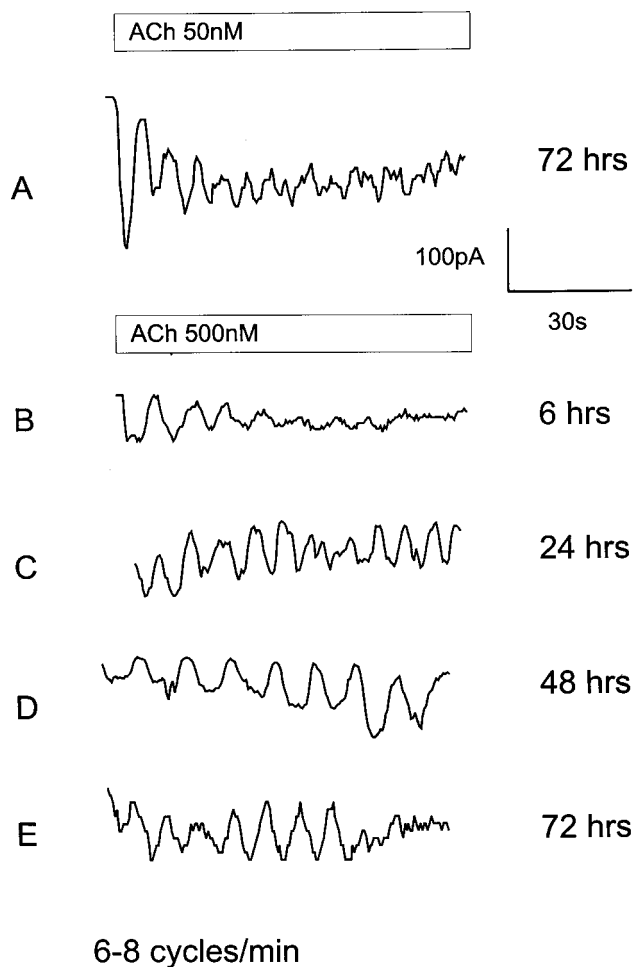 ACh 50nM
A
72 hrs
100pA
30s
ACh 500nM
B
6 hrs
C
24 hrs
D
48 hrs
E
72 hrs
6-8 cycles/min